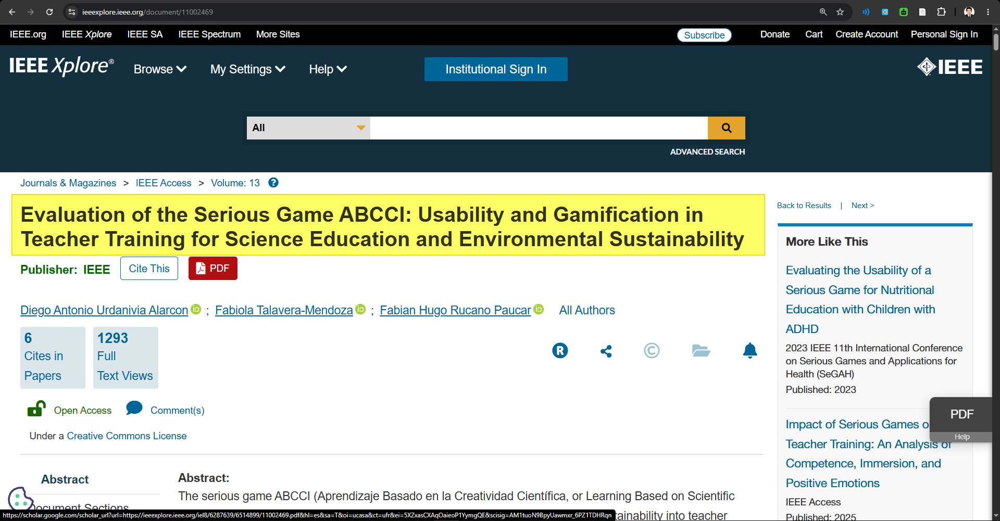 ieeexplore.ieee.org/document/11002469
IEEE.org IEEE Xplore IEEE SA IEEE Spectrum More Sites Subscribe Donate Cart Create Account Personal Sign In
IEEE Xplore® Browse My Settings Help Institutional Sign In IEEE
All
ADVANCED SEARCH
Journals & Magazines > IEEE Access > Volume: 13 ?
Evaluation of the Serious Game ABCCI: Usability and Gamification in
Teacher Training for Science Education and Environmental Sustainability
Publisher: IEEE Cite This PDF
Diego Antonio Urdanivia Alarcon iD ; Fabiola Talavera-Mendoza iD ; Fabian Hugo Rucano Paucar iD All Authors
6
Cites in
Papers
1293
Full
Text Views
R ©
Open Access Comment(s)
Under a Creative Commons License
Abstract
Document Sections
Abstract:
The serious game ABCCI (Aprendizaje Basado en la Creatividad Científica, or Learning Based on Scientific
tainability into teacher
Back to Results | Next >
More Like This
Evaluating the Usability of a
Serious Game for Nutritional
Education with Children with
ADHD
2023 IEEE 11th International Conference
on Serious Games and Applications for
Health (SeGAH)
Published: 2023
Impact of Serious Games o
Teacher Training: An Analysis of
Competence, Immersion, and
Positive Emotions
IEEE Access
Published: 2025
PDF
Help
https://scholar.google.com/scholar_url?url=https://ieeexplore.ieee.org/iel8/6287639/6514899/11002469.pdf&hl=es&sa=T&oi=ucasa&ct=ufr&ei=5XZxasCXAqOaieoP1YymgQE&scisig=AM1tuoN9BpyUawmxr_6PZ1TDHRqn